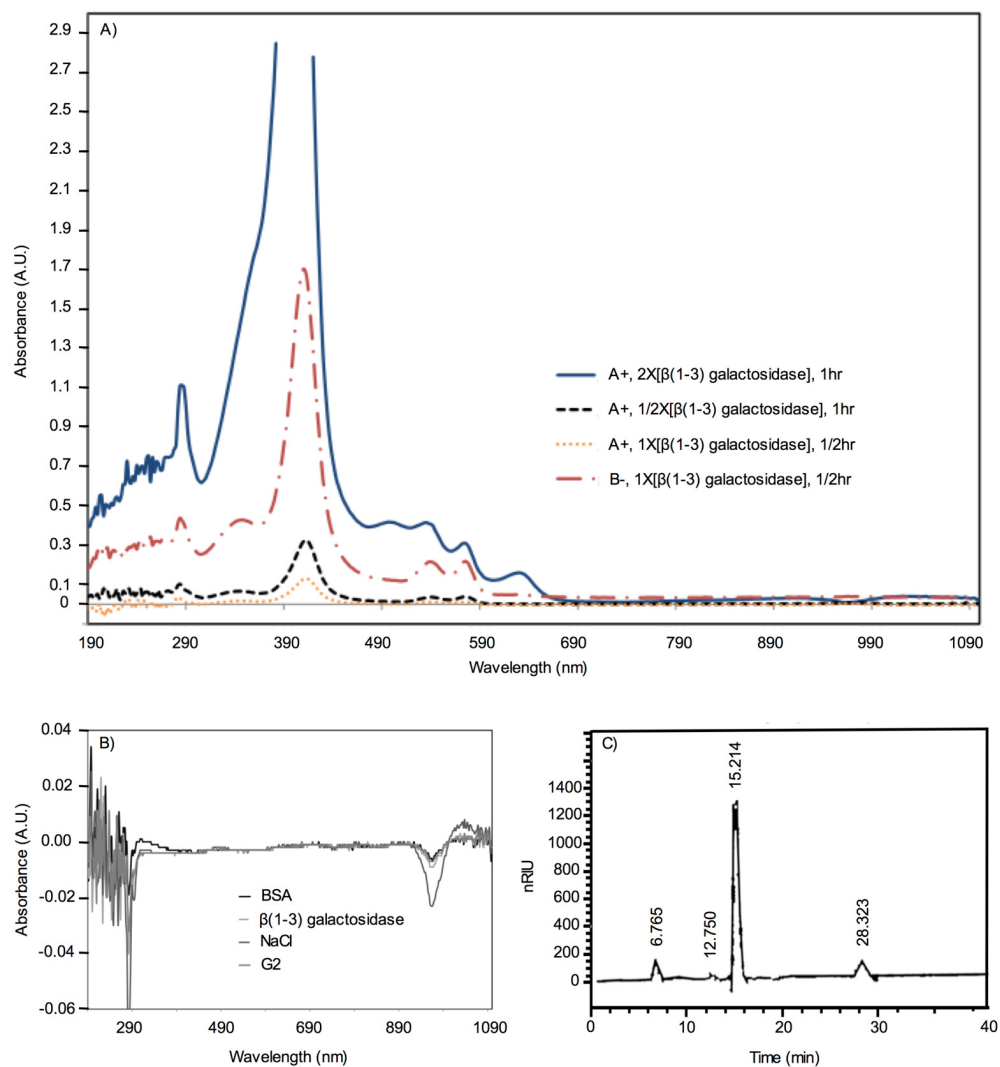 A)
2.9
2.7
2.5
2.3
2.1
1.9
1.7
1.5
1.3
1.1
0.9
0.7
0.5
0.3
0.1
0
Absorbance (A.U.)
A+, 2X[β(1-3) galactosidase], 1hr
A+, 1/2X[β(1-3) galactosidase], 1hr
A+, 1X[β(1-3) galactosidase], 1/2hr
B-, 1X[β(1-3) galactosidase], 1/2hr
190 290 390 490 590 690 790 890 990 1090
Wavelength (nm)
B)
0.04
0.02
0.00
-0.02
-0.04
-0.06
Absorbance (A.U.)
BSA
β(1-3) galactosidase
NaCl
G2
290 490 690 890 1090
Wavelength (nm)
C)
1400
1200
1000
800
600
400
200
0
nRIU
6.765
12.750
15.214
28.323
0 10 20 30 40
Time (min)